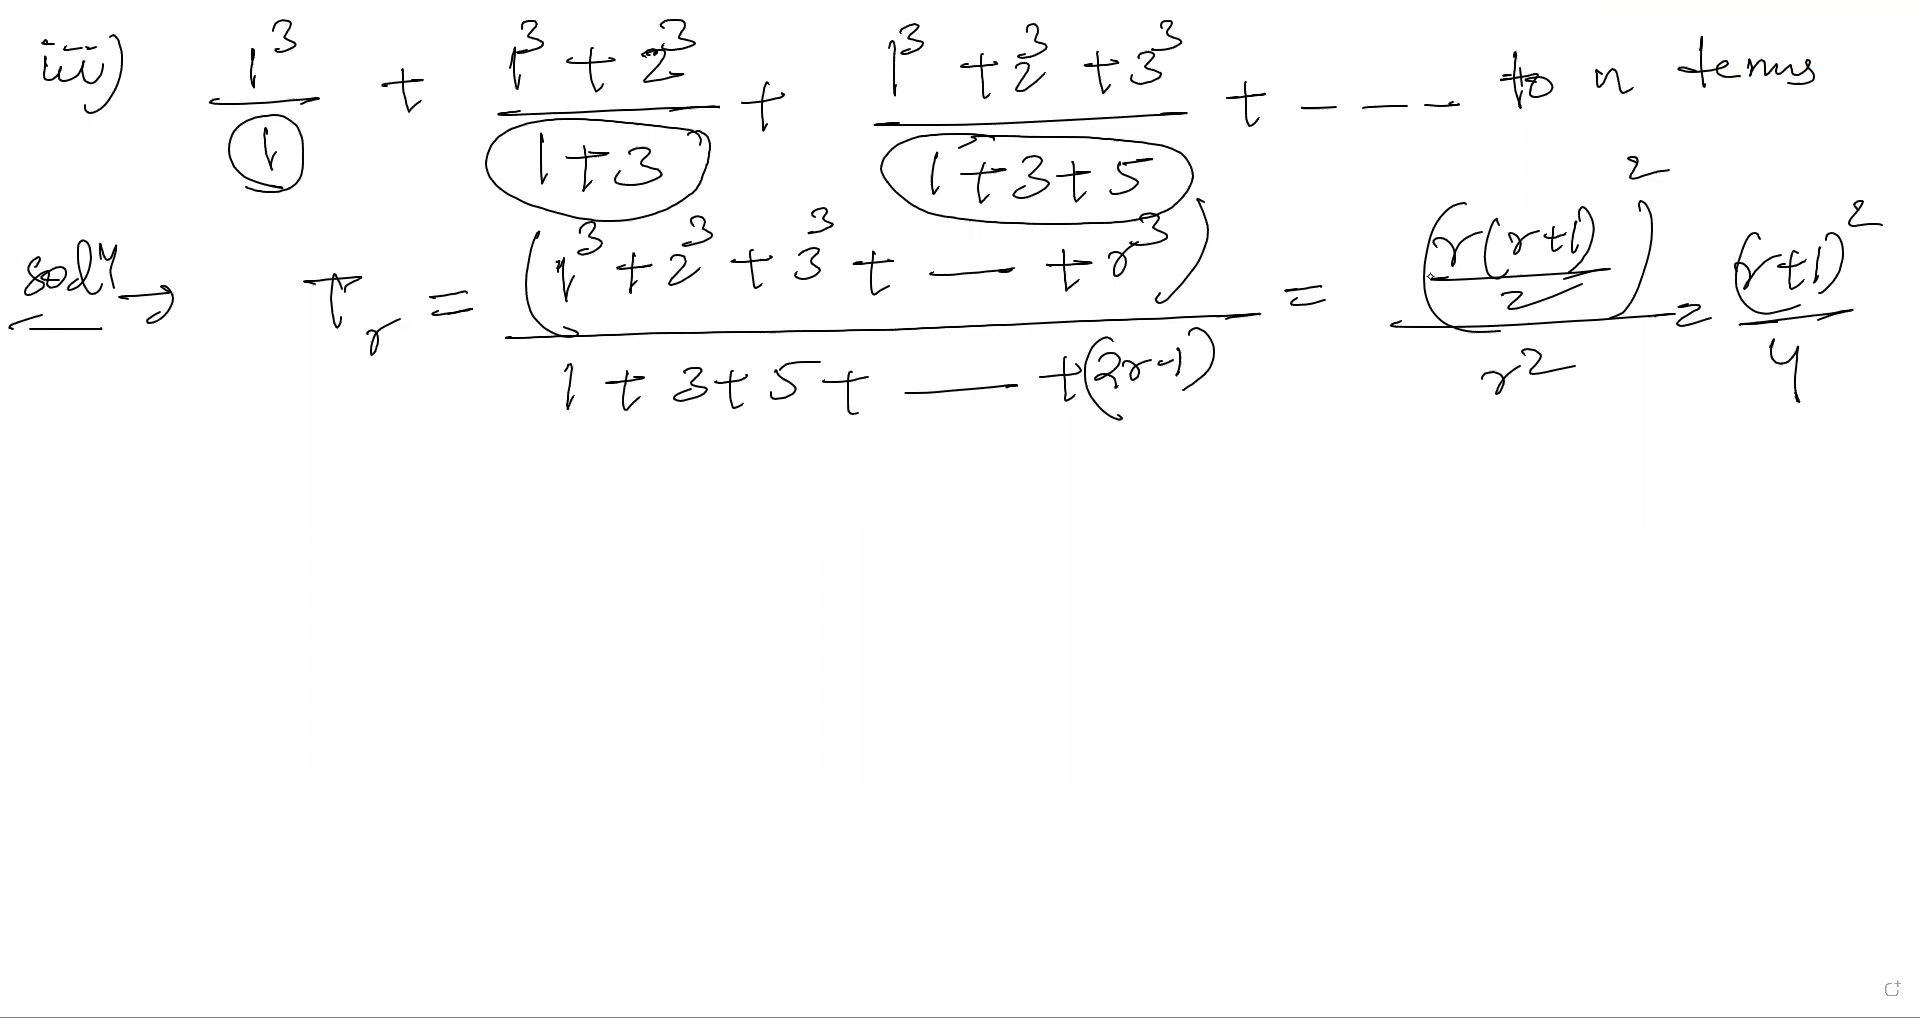 iii) 1³/1 + (1³ + 2³)/(1 + 3) + (1³ + 2³ + 3³)/(1 + 3 + 5) + - - - - to n terms
solⁿ → Tᵣ = (1³ + 2³ + 3³ + — + r³)/(1 + 3 + 5 + — + (2r-1)) = (r(r+1)/2)²/r² = (r+1)²/4